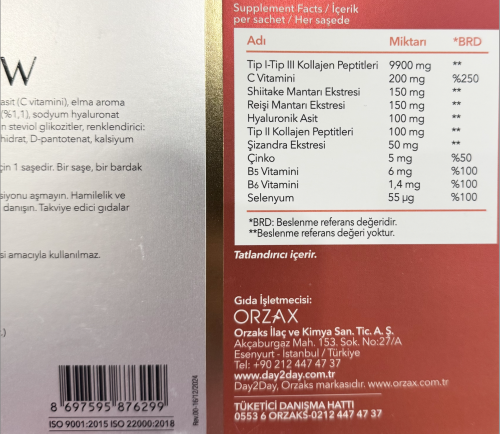 W
asit (C vitamini), elma aroma
(%1,1), sodyum hyaluronat
n steviol glikozitler, renklendirici:
hidrat, D-pantotenat, kalsiyum
çin 1 saşedir. Bir saşe, bir bardak
siyonu aşmayın. Hamilelik ve
danışın. Takviye edici gıdalar
si amacıyla kullanılmaz.
.)
8 697595 876299
ISO 9001:2015 ISO 22000:2018
Rev.00-16/12/2024
Supplement Facts / İçerik
per sachet / Her saşede
Adı Miktarı *BRD
Tip I-Tip III Kollajen Peptitleri 9900 mg **
C Vitamini 200 mg %250
Shiitake Mantarı Ekstresi 150 mg **
Reişi Mantarı Ekstresi 150 mg **
Hyaluronik Asit 100 mg **
Tip II Kollajen Peptitleri 100 mg **
Şizandra Ekstresi 50 mg **
Çinko 5 mg %50
B5 Vitamini 6 mg %100
B6 Vitamini 1,4 mg %100
Selenyum 55 µg %100
*BRD: Beslenme referans değeridir.
**Beslenme referans değeri yoktur.
Tatlandırıcı içerir.
Gıda İşletmecisi:
ORZAX
Orzaks İlaç ve Kimya San. Tic. A. Ş.
Akçaburgaz Mah. 153. Sok. No:27/A
Esenyurt - İstanbul / Türkiye
Tel: +90 212 447 47 37
www.day2day.com.tr
Day2Day, Orzaks markasıdır. www.orzax.com.tr
TÜKETİCİ DANIŞMA HATTI
0553 6 ORZAKS-0212 447 47 37